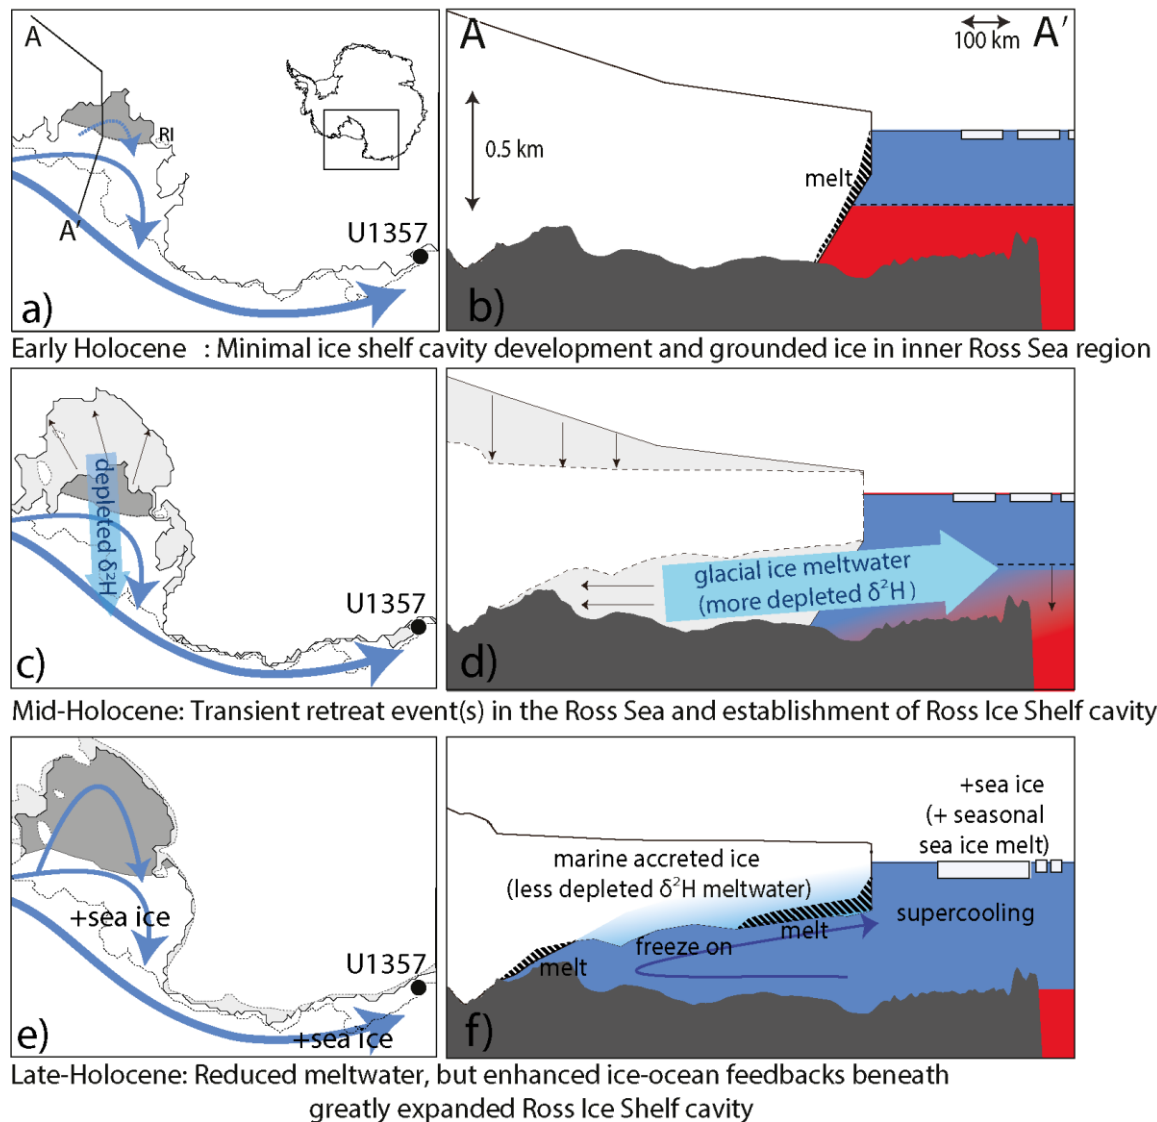 A
RI
A'
U1357
a)
A
100 km
A'
0.5 km
melt
b)
Early Holocene : Minimal ice shelf cavity development and grounded ice in inner Ross Sea region
depleted δ²H
U1357
c)
glacial ice meltwater
(more depleted δ²H)
d)
Mid-Holocene: Transient retreat event(s) in the Ross Sea and establishment of Ross Ice Shelf cavity
+sea ice
U1357
+sea ice
e)
+sea ice
(+ seasonal
sea ice melt)
marine accreted ice
(less depleted δ²H meltwater)
supercooling
melt
freeze on
melt
f)
Late-Holocene: Reduced meltwater, but enhanced ice-ocean feedbacks beneath
greatly expanded Ross Ice Shelf cavity